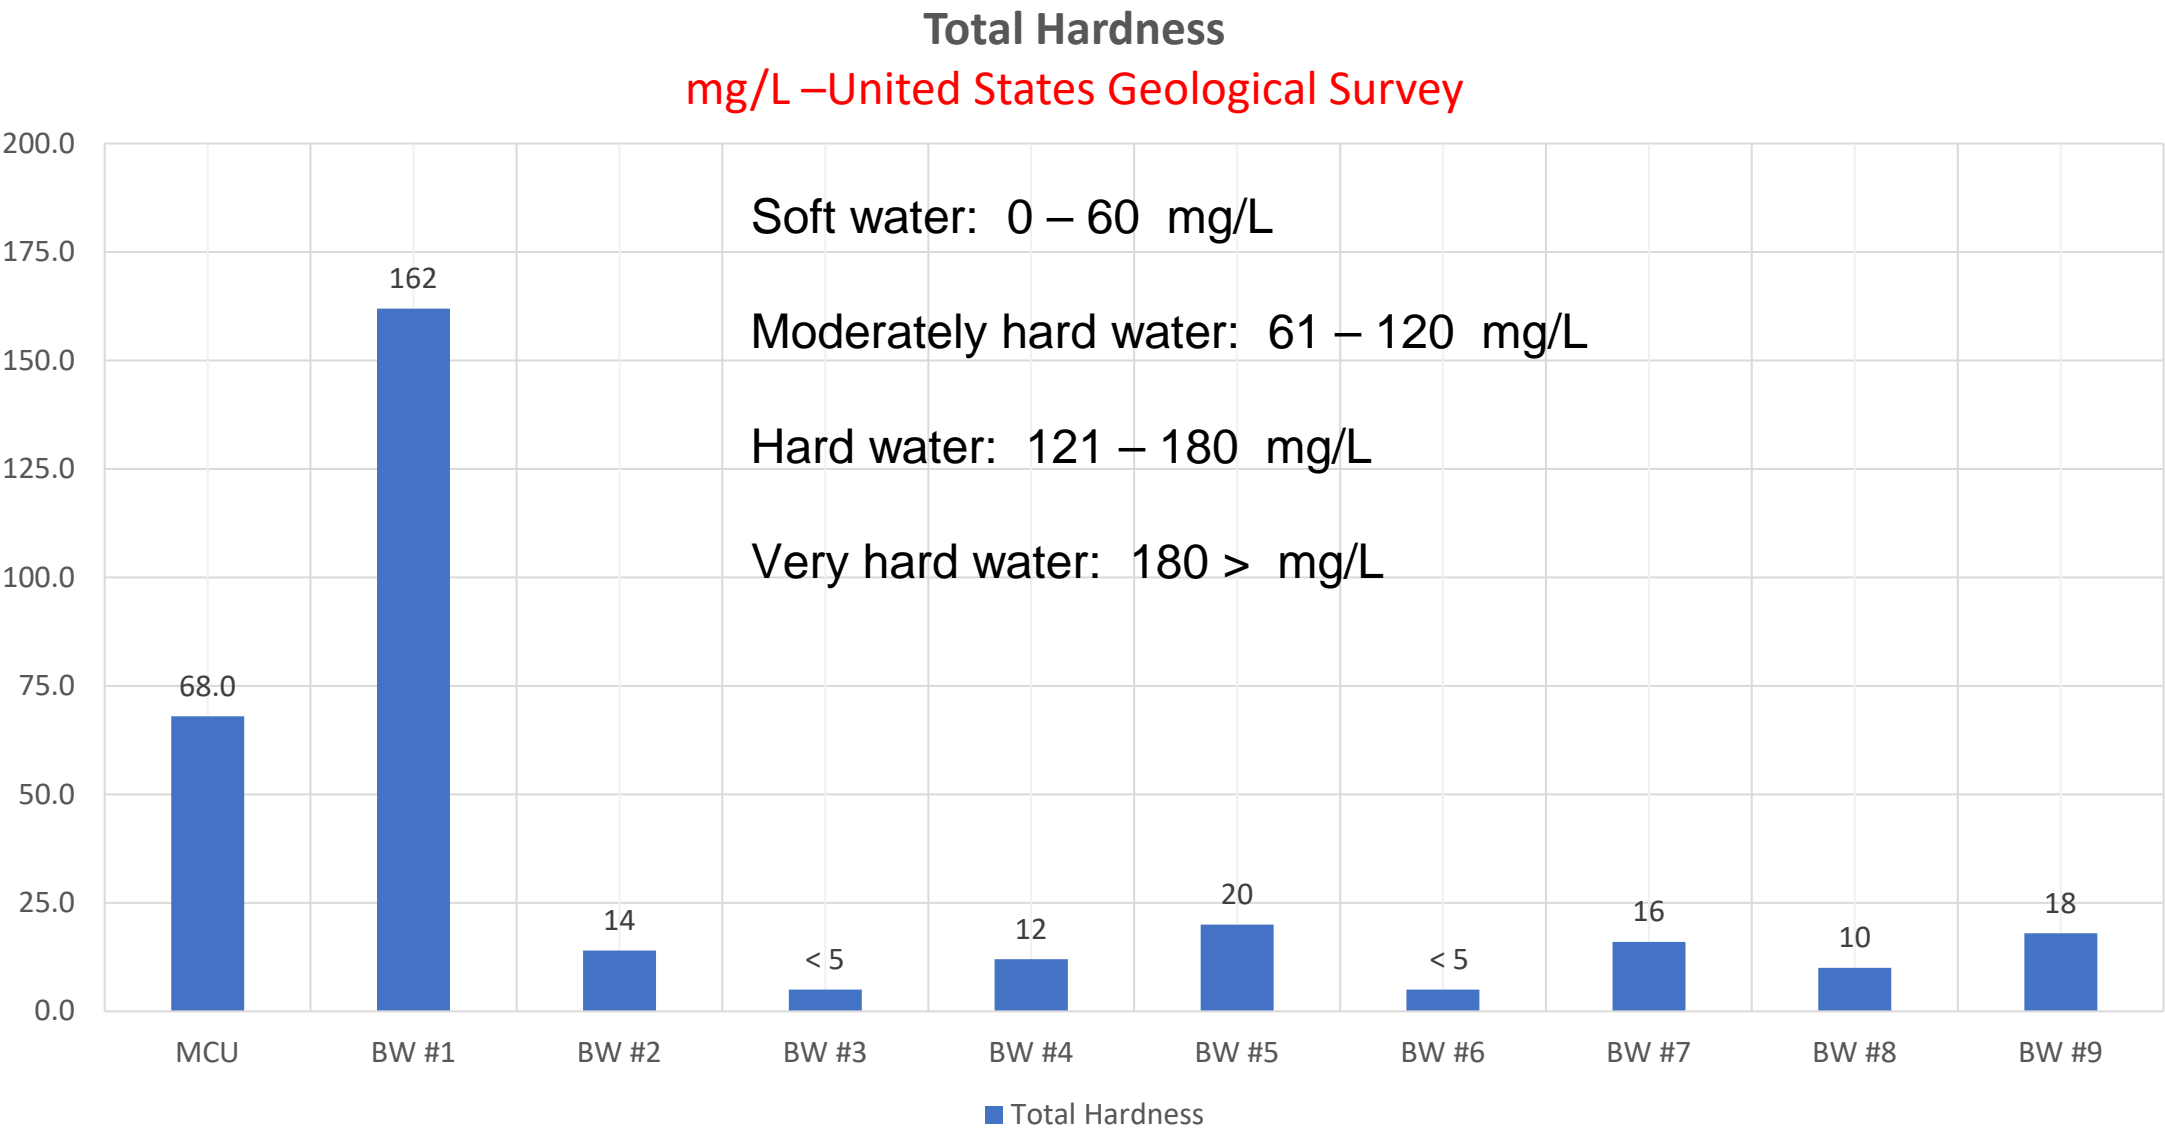 Total Hardness
mg/L –United States Geological Survey
200.0
175.0
150.0
125.0
100.0
75.0
50.0
25.0
0.0
Soft water: 0 – 60 mg/L
Moderately hard water: 61 – 120 mg/L
Hard water: 121 – 180 mg/L
Very hard water: 180 > mg/L
68.0
162
14
< 5
12
20
< 5
16
10
18
MCU BW #1 BW #2 BW #3 BW #4 BW #5 BW #6 BW #7 BW #8 BW #9
Total Hardness